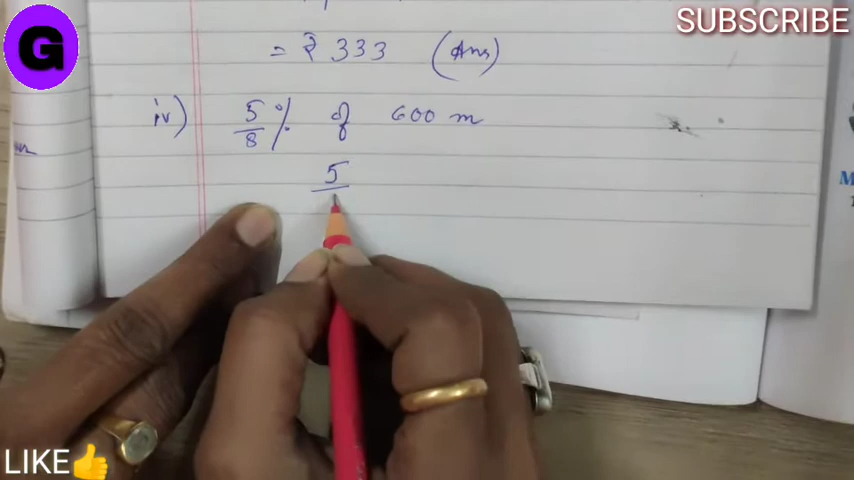 SUBSCRIBE
G
= ₹ 333 (Ans)
iv) 5/8 % of 600 m
5
M
LIKE👍